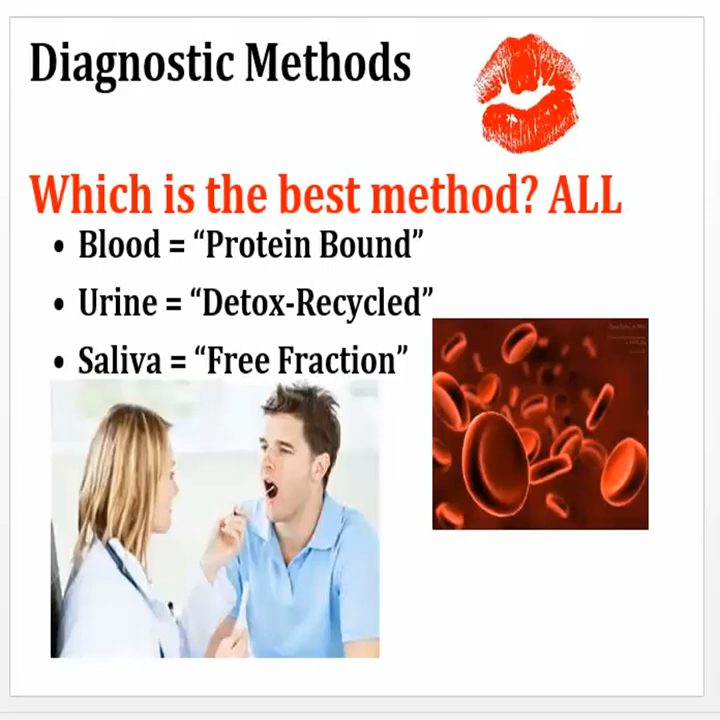 Diagnostic Methods
Which is the best method? ALL
• Blood = “Protein Bound”
• Urine = “Detox-Recycled”
• Saliva = “Free Fraction”